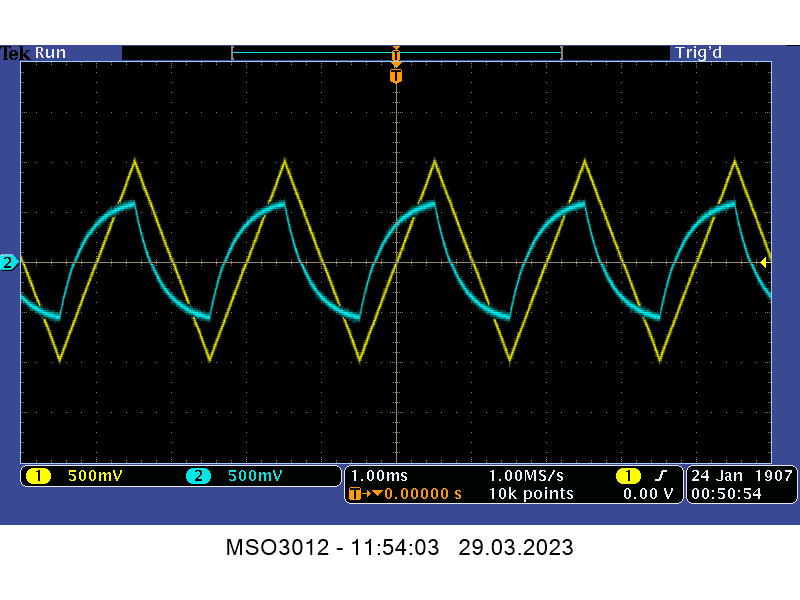 Tek Run Trig'd
T
T
2
1 500mV 2 500mV 1.00ms 1.00MS/s 1 24 Jan 1907
T→▼0.00000 s 10k points 0.00 V 00:50:54
MSO3012 - 11:54:03 29.03.2023